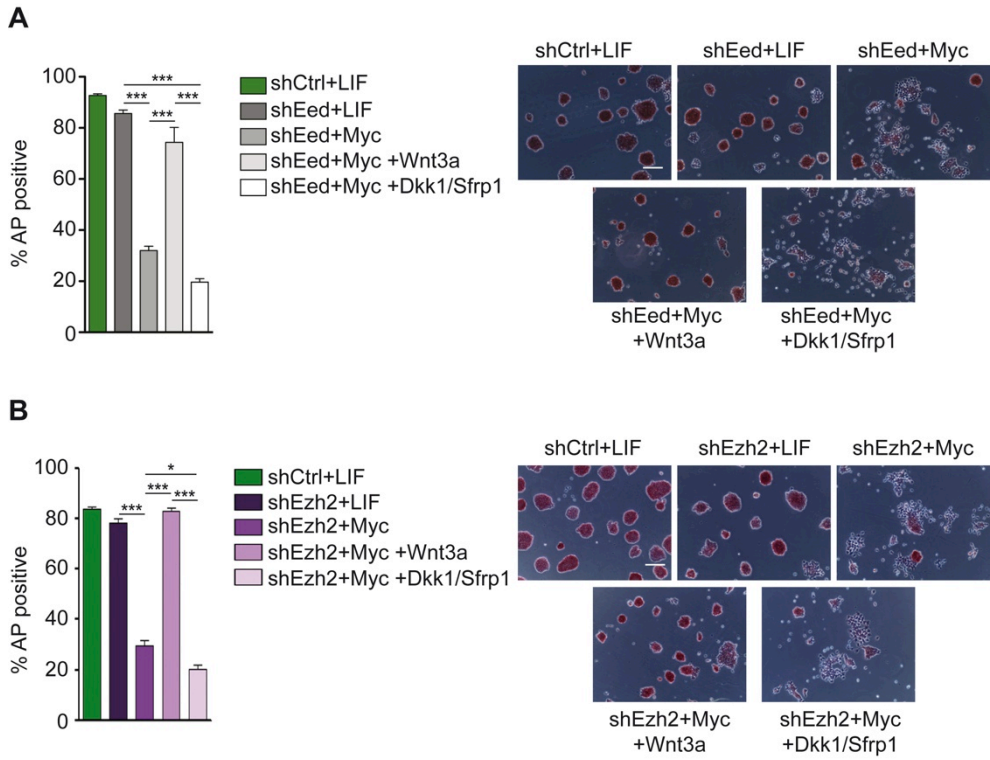 A
100
80
60
40
20
0
% AP positive
***
*** ***
***
shCtrl+LIF
shEed+LIF
shEed+Myc
shEed+Myc +Wnt3a
shEed+Myc +Dkk1/Sfrp1
shCtrl+LIF shEed+LIF shEed+Myc
shEed+Myc
+Wnt3a
shEed+Myc
+Dkk1/Sfrp1
B
100
80
60
40
20
0
% AP positive
*
*** *** ***
shCtrl+LIF
shEzh2+LIF
shEzh2+Myc
shEzh2+Myc +Wnt3a
shEzh2+Myc +Dkk1/Sfrp1
shCtrl+LIF shEzh2+LIF shEzh2+Myc
shEzh2+Myc
+Wnt3a
shEzh2+Myc
+Dkk1/Sfrp1